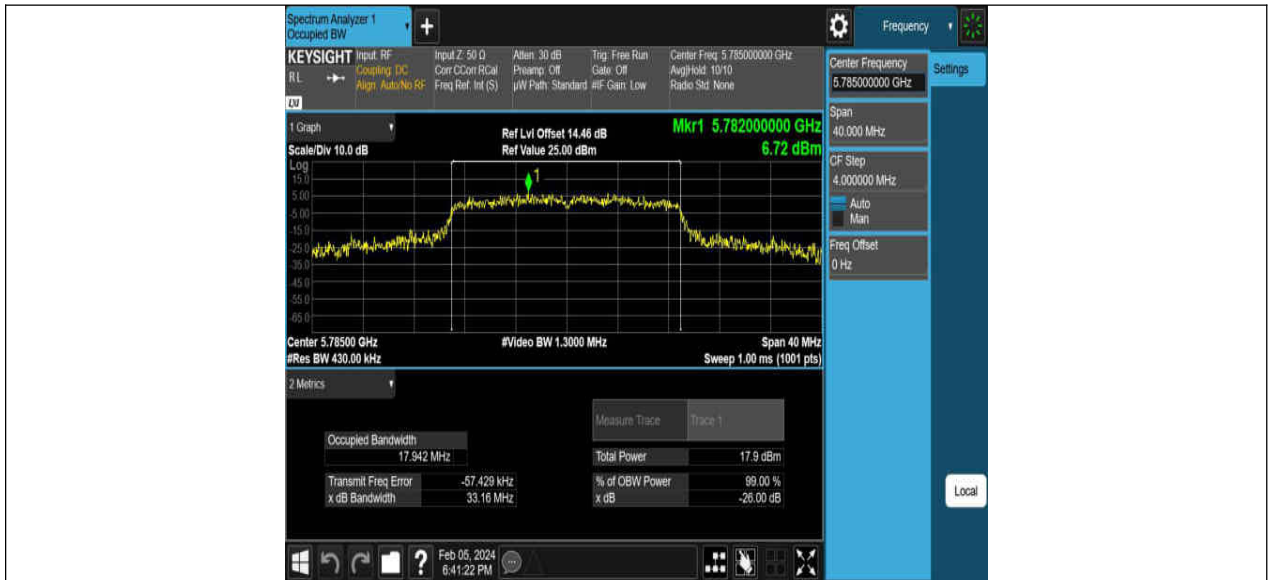 Spectrum Analyzer 1
Occupied BW
+
Frequency
KEYSIGHT
RL
LXI
Input: RF
Coupling: DC
Align: Auto/No RF
Input Z: 50 Ω
Corr CCorr RCal
Freq Ref: Int (S)
Atten: 30 dB
Preamp: Off
µW Path: Standard
Trig: Free Run
Gate: Off
#IF Gain: Low
Center Freq: 5.785000000 GHz
Avg|Hold: 10/10
Radio Std: None
Center Frequency
5.785000000 GHz
Settings
Span
40.000 MHz
CF Step
4.000000 MHz
Auto
Man
Freq Offset
0 Hz
Local
1 Graph
Scale/Div 10.0 dB
Ref Lvl Offset 14.46 dB
Ref Value 25.00 dBm
Mkr1 5.782000000 GHz
6.72 dBm
Log
15.0
5.00
-5.00
-15.0
-25.0
-35.0
-45.0
-55.0
-65.0
1
Center 5.78500 GHz
#Res BW 430.00 kHz
#Video BW 1.3000 MHz
Span 40 MHz
Sweep 1.00 ms (1001 pts)
2 Metrics
Measure Trace Trace 1
Occupied Bandwidth
17.942 MHz
Total Power 17.9 dBm
Transmit Freq Error -57.429 kHz
% of OBW Power 99.00 %
x dB Bandwidth 33.16 MHz
x dB -26.00 dB
?
Feb 05, 2024
6:41:22 PM